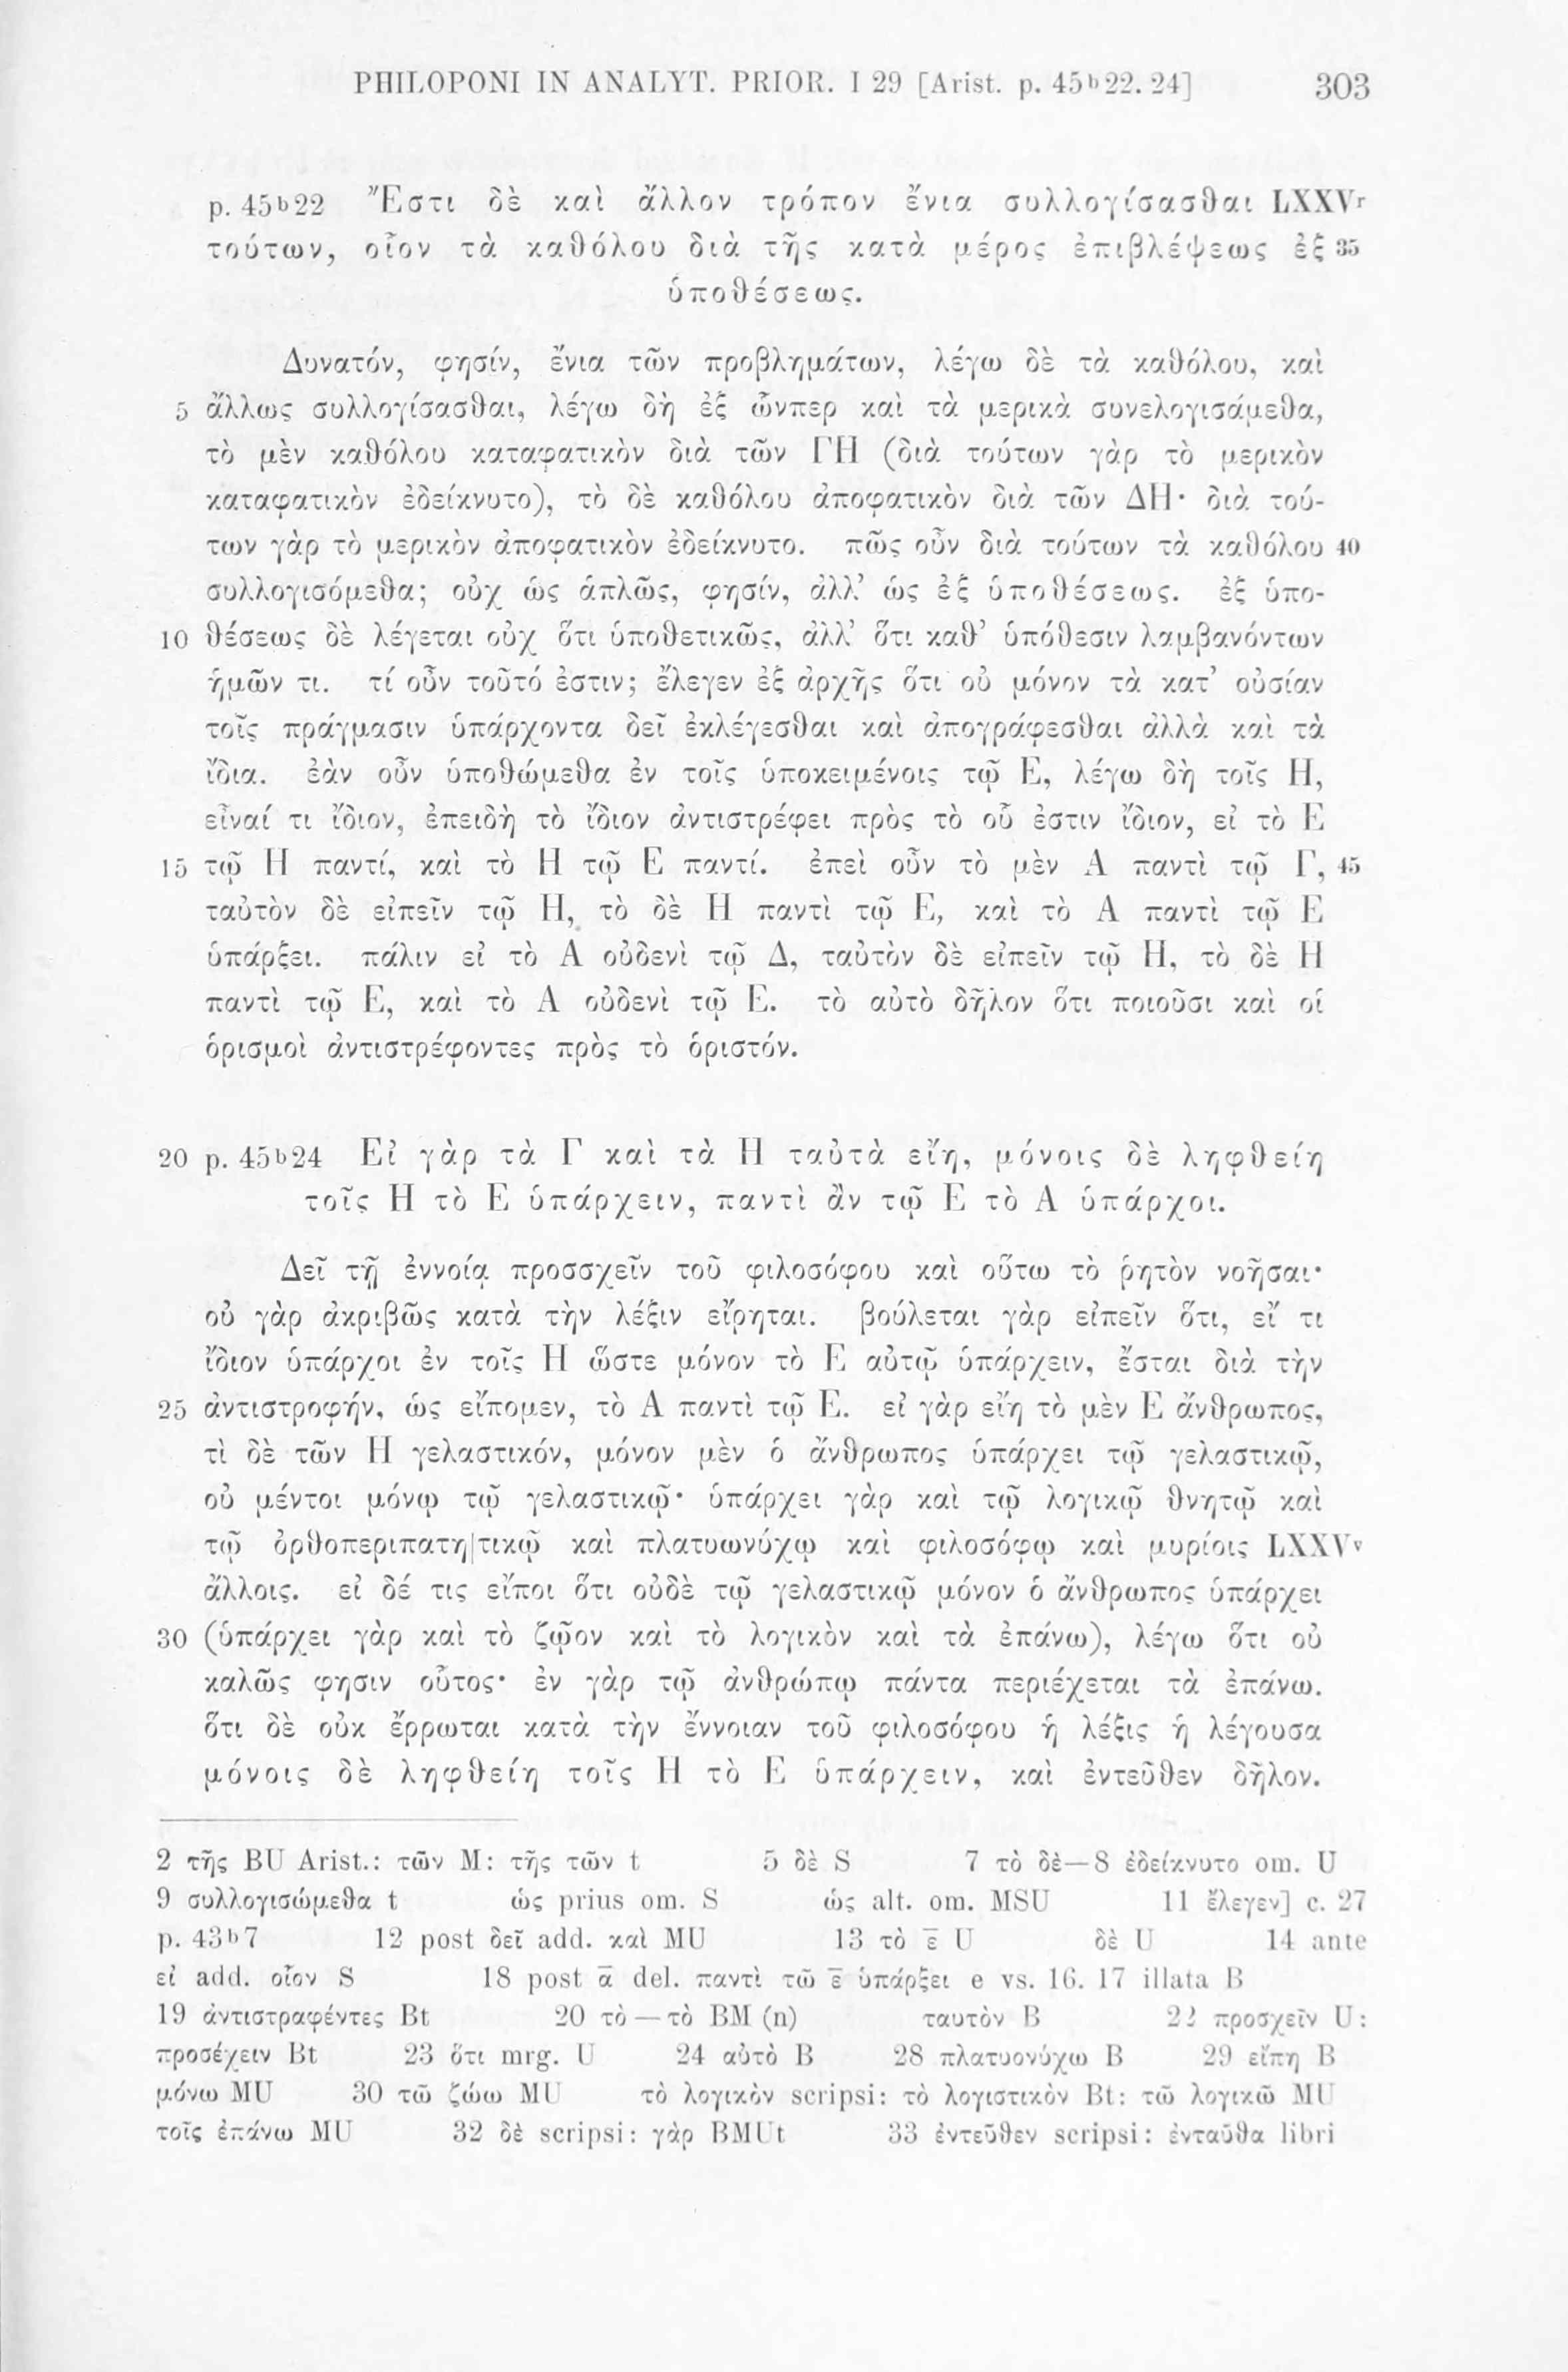 PHILOPONI IN ANALYT. PRIOR. I 29 [Arist. p. 45b22. 24] 303
p. 45b22 Ἔστι δὲ καὶ ἄλλον τρόπον ἔνια συλλογίσασθαι LXXVr
τούτων, οἷον τὰ καθόλου διὰ τῆς κατὰ μέρος ἐπιβλέψεως ἐξ 35
ὑποθέσεως.
Δυνατόν, φησίν, ἔνια τῶν προβλημάτων, λέγω δὲ τὰ καθόλου, καὶ
5 ἄλλως συλλογίσασθαι, λέγω δὴ ἐξ ὧνπερ καὶ τὰ μερικὰ συνελογισάμεθα,
τὸ μὲν καθόλου καταφατικὸν διὰ τῶν ΓΗ (διὰ τούτων γὰρ τὸ μερικὸν
καταφατικὸν ἐδείκνυτο), τὸ δὲ καθόλου ἀποφατικὸν διὰ τῶν ΔΗ· διὰ τού-
των γὰρ τὸ μερικὸν ἀποφατικὸν ἐδείκνυτο. πῶς οὖν διὰ τούτων τὰ καθόλου 40
συλλογισόμεθα; οὐχ ὡς ἁπλῶς, φησίν, ἀλλ’ ὡς ἐξ ὑποθέσεως. ἐξ ὑπο-
10 θέσεως δὲ λέγεται οὐχ ὅτι ὑποθετικῶς, ἀλλ’ ὅτι καθ’ ὑπόθεσιν λαμβανόντων
ἡμῶν τι. τί οὖν τοῦτό ἐστιν; ἔλεγεν ἐξ ἀρχῆς ὅτι οὐ μόνον τὰ κατ’ οὐσίαν
τοῖς πράγμασιν ὑπάρχοντα δεῖ ἐκλέγεσθαι καὶ ἀπογράφεσθαι ἀλλὰ καὶ τὰ
ἴδια. ἐὰν οὖν ὑποθώμεθα ἐν τοῖς ὑποκειμένοις τῷ Ε, λέγω δὴ τοῖς Η,
εἶναί τι ἴδιον, ἐπειδὴ τὸ ἴδιον ἀντιστρέφει πρὸς τὸ οὗ ἐστιν ἴδιον, εἰ τὸ Ε
15 τῷ Η παντί, καὶ τὸ Η τῷ Ε παντί. ἐπεὶ οὖν τὸ μὲν Α παντὶ τῷ Γ, 45
ταὐτὸν δὲ εἰπεῖν τῷ Η, τὸ δὲ Η παντὶ τῷ Ε, καὶ τὸ Α παντὶ τῷ Ε
ὑπάρξει. πάλιν εἰ τὸ Α οὐδενὶ τῷ Δ, ταὐτὸν δὲ εἰπεῖν τῷ Η, τὸ δὲ Η
παντὶ τῷ Ε, καὶ τὸ Α οὐδενὶ τῷ Ε. τὸ αὐτὸ δῆλον ὅτι ποιοῦσι καὶ οἱ
ὁρισμοὶ ἀντιστρέφοντες πρὸς τὸ ὁριστόν.
20 p. 45b24 Εἰ γὰρ τὰ Γ καὶ τὰ Η ταὐτὰ εἴη, μόνοις δὲ ληφθείη
τοῖς Η τὸ Ε ὑπάρχειν, παντὶ ἂν τῷ Ε τὸ Α ὑπάρχοι.
Δεῖ τῇ ἐννοίᾳ προσσχεῖν τοῦ φιλοσόφου καὶ οὕτω τὸ ῥητὸν νοῆσαι·
οὐ γὰρ ἀκριβῶς κατὰ τὴν λέξιν εἴρηται. βούλεται γὰρ εἰπεῖν ὅτι, εἴ τι
ἴδιον ὑπάρχοι ἐν τοῖς Η ὥστε μόνον τὸ Ε αὐτῷ ὑπάρχειν, ἔσται διὰ τὴν
25 ἀντιστροφήν, ὡς εἴπομεν, τὸ Α παντὶ τῷ Ε. εἰ γὰρ εἴη τὸ μὲν Ε ἄνθρωπος,
τὶ δὲ τῶν Η γελαστικόν, μόνον μὲν ὁ ἄνθρωπος ὑπάρχει τῷ γελαστικῷ,
οὐ μέντοι μόνῳ τῷ γελαστικῷ· ὑπάρχει γὰρ καὶ τῷ λογικῷ θνητῷ καὶ
τῷ ὀρθοπεριπατη|τικῷ καὶ πλατυωνύχῳ καὶ φιλοσόφῳ καὶ μυρίοις LXXVv
ἄλλοις. εἰ δέ τις εἴποι ὅτι οὐδὲ τῷ γελαστικῷ μόνον ὁ ἄνθρωπος ὑπάρχει
30 (ὑπάρχει γὰρ καὶ τὸ ζῷον καὶ τὸ λογικὸν καὶ τὰ ἐπάνω), λέγω ὅτι οὐ
καλῶς φησιν οὗτος· ἐν γὰρ τῷ ἀνθρώπῳ πάντα περιέχεται τὰ ἐπάνω.
ὅτι δὲ οὐκ ἔρρωται κατὰ τὴν ἔννοιαν τοῦ φιλοσόφου ἡ λέξις ἡ λέγουσα
μόνοις δὲ ληφθείη τοῖς Η τὸ Ε ὑπάρχειν, καὶ ἐντεῦθεν δῆλον.
2 τῆς BU Arist.: τῶν M: τῆς τῶν t 5 δὲ S 7 τὸ δὲ—8 ἐδείκνυτο om. U
9 συλλογισώμεθα t ὡς prius om. S ὡς alt. om. MSU 11 ἔλεγεν] c. 27
p. 43b7 12 post δεῖ add. καὶ MU 13 τὸ ε̄ U δὲ U 14 ante
εἰ add. οἷον S 18 post ᾱ del. παντὶ τῶ ε̄ ὑπάρξει e vs. 16. 17 illata B
19 ἀντιστραφέντες Bt 20 τὸ — τὸ BM (n) ταυτὸν B 22 προσχεῖν U:
προσέχειν Bt 23 ὅτι mrg. U 24 αὐτὸ B 28 πλατυονύχω B 29 εἴπη B
μόνω MU 30 τῶ ζώω MU τὸ λογικὸν scripsi: τὸ λογιστικὸν Bt: τῶ λογικῶ MU
τοῖς ἐπάνω MU 32 δὲ scripsi: γὰρ BMUt 33 ἐντεῦθεν scripsi: ἐνταῦθα libri